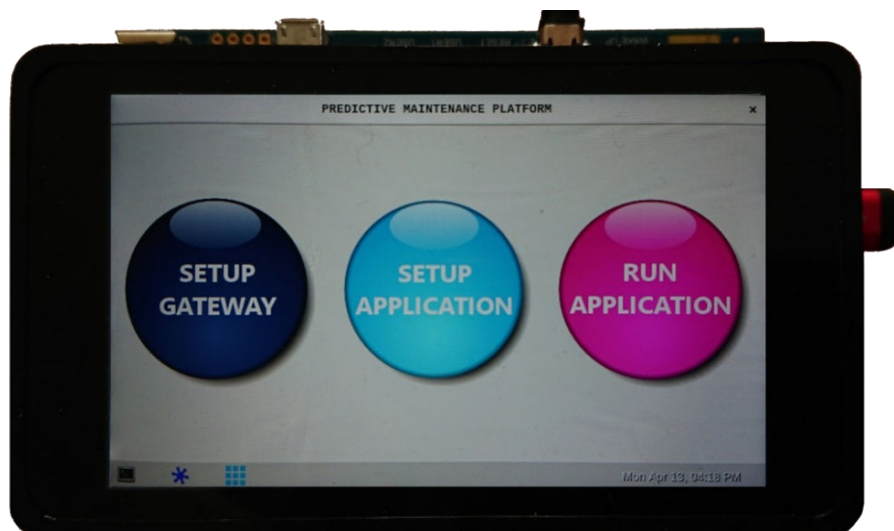 PREDICTIVE MAINTENANCE PLATFORM ×
SETUP
GATEWAY
SETUP
APPLICATION
RUN
APPLICATION
Mon Apr 13, 04:18 PM